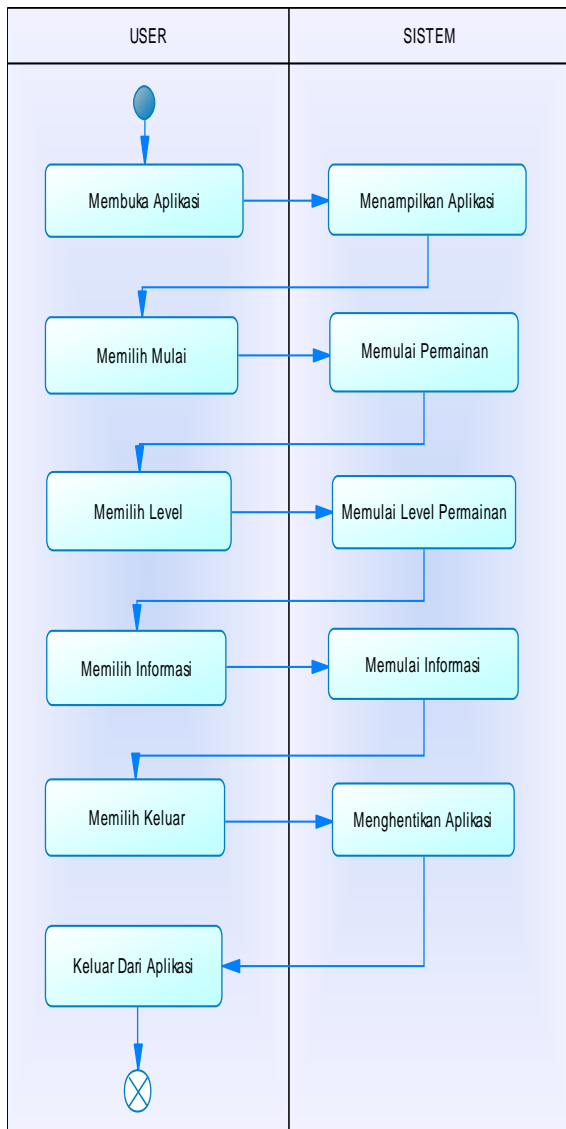 USER
SISTEM
Membuka Aplikasi
Menampilkan Aplikasi
Memilih Mulai
Memulai Permainan
Memilih Level
Memulai Level Permainan
Memilih Informasi
Memulai Informasi
Memilih Keluar
Menghentikan Aplikasi
Keluar Dari Aplikasi